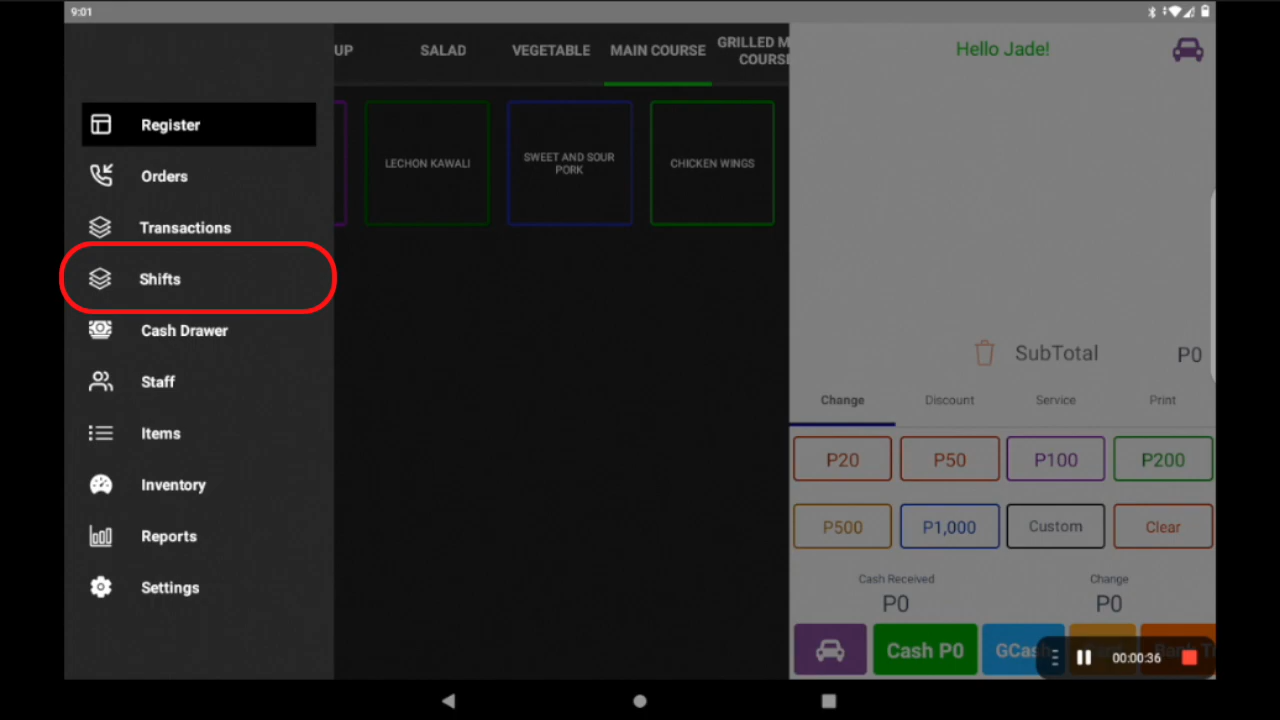 9:01
Register
Orders
Transactions
Shifts
Cash Drawer
Staff
Items
Inventory
Reports
Settings
UP
SALAD
VEGETABLE
MAIN COURSE
GRILLED M
COURS
LECHON KAWALI
SWEET AND SOUR
PORK
CHICKEN WINGS
Hello Jade!
SubTotal
P0
Change
Discount
Service
Print
P20
P50
P100
P200
P500
P1,000
Custom
Clear
Cash Received
Change
P0
P0
Cash P0
GCas
00:00:36